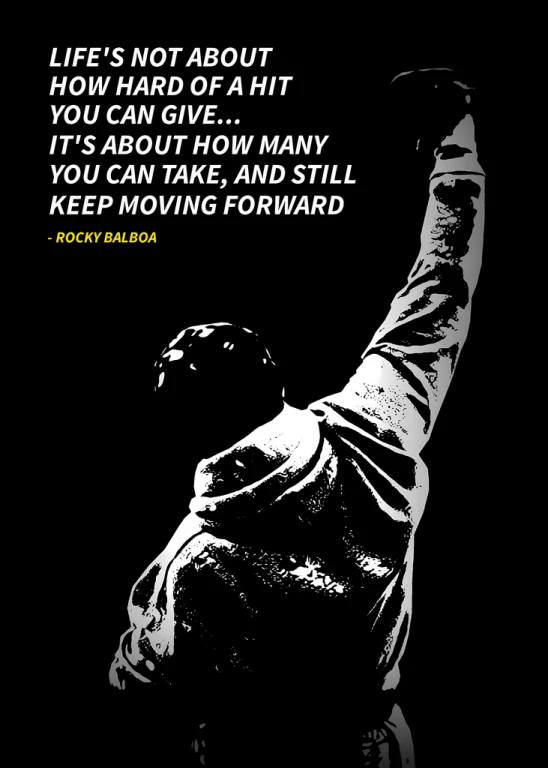 LIFE'S NOT ABOUT
HOW HARD OF A HIT
YOU CAN GIVE...
IT'S ABOUT HOW MANY
YOU CAN TAKE, AND STILL
KEEP MOVING FORWARD
- ROCKY BALBOA